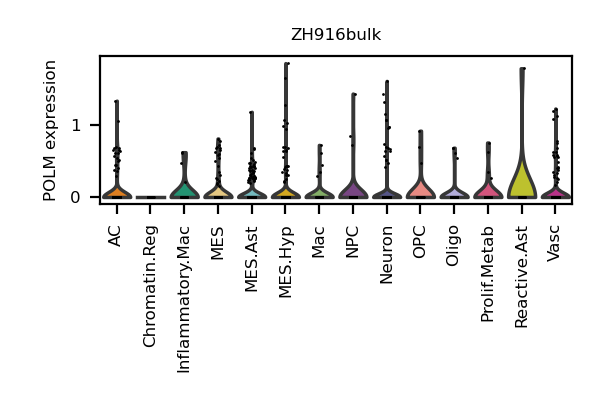 ZH916bulk
POLM expression
1
0
AC
Chromatin.Reg
Inflammatory.Mac
MES
MES.Ast
MES.Hyp
Mac
NPC
Neuron
OPC
Oligo
Prolif.Metab
Reactive.Ast
Vasc